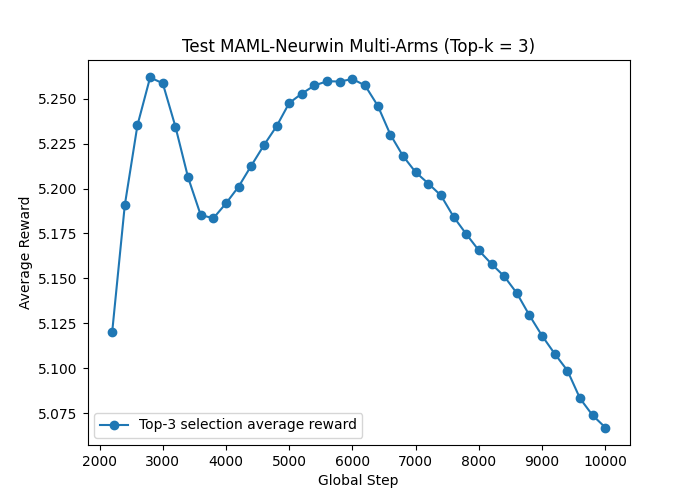 Test MAML-Neurwin Multi-Arms (Top-k = 3)
Average Reward
5.250
5.225
5.200
5.175
5.150
5.125
5.100
5.075
Top-3 selection average reward
2000 3000 4000 5000 6000 7000 8000 9000 10000
Global Step